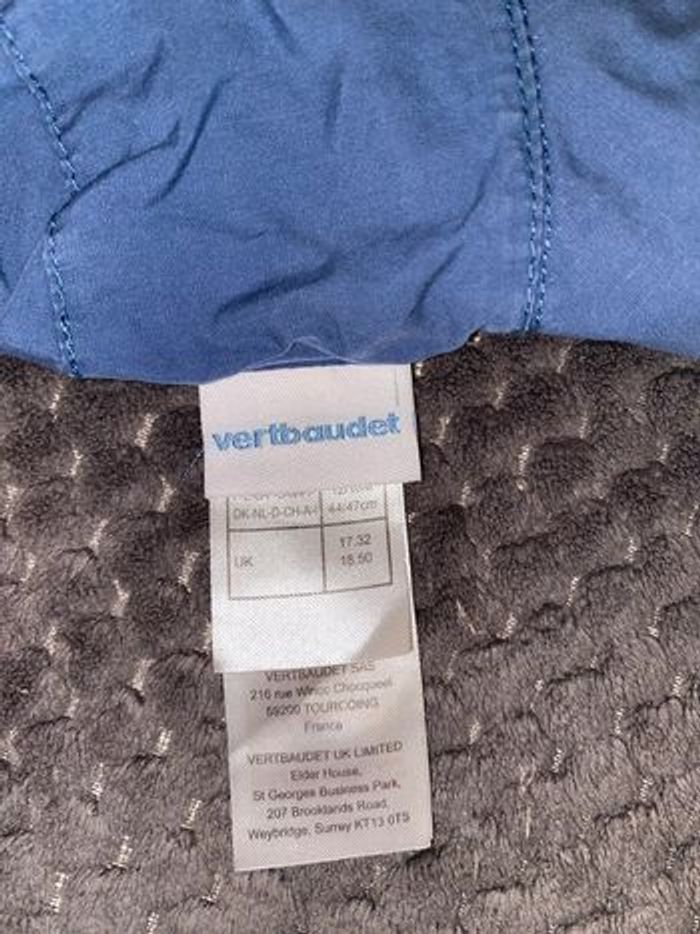 vertbaudet
DK-NL-D-CH-A-I 44/47cm
UK
17.32
18.50
VERTBAUDET SAS
216 rue Winoc Chocqueel
59200 TOURCOING
France
VERTBAUDET UK LIMITED
Elder House,
St Georges Business Park,
207 Brooklands Road,
Weybridge, Surrey KT13 0TS